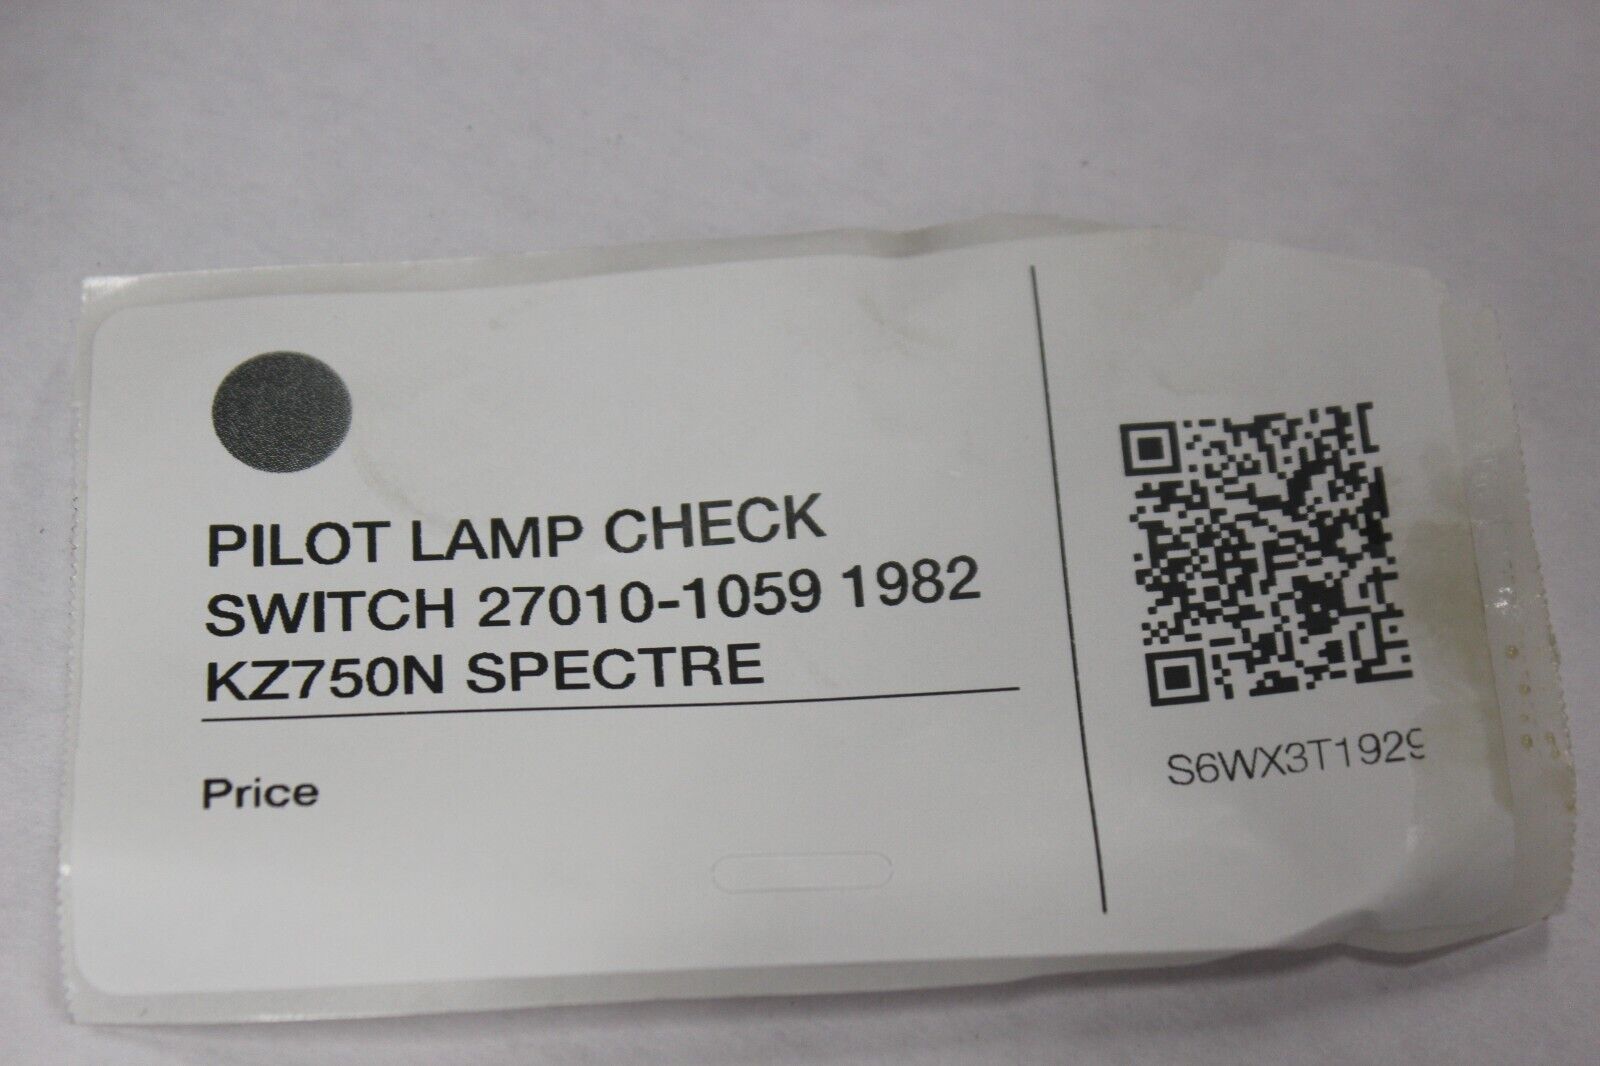 PILOT LAMP CHECK
SWITCH 27010-1059 1982
KZ750N SPECTRE
Price
S6WX3T1929